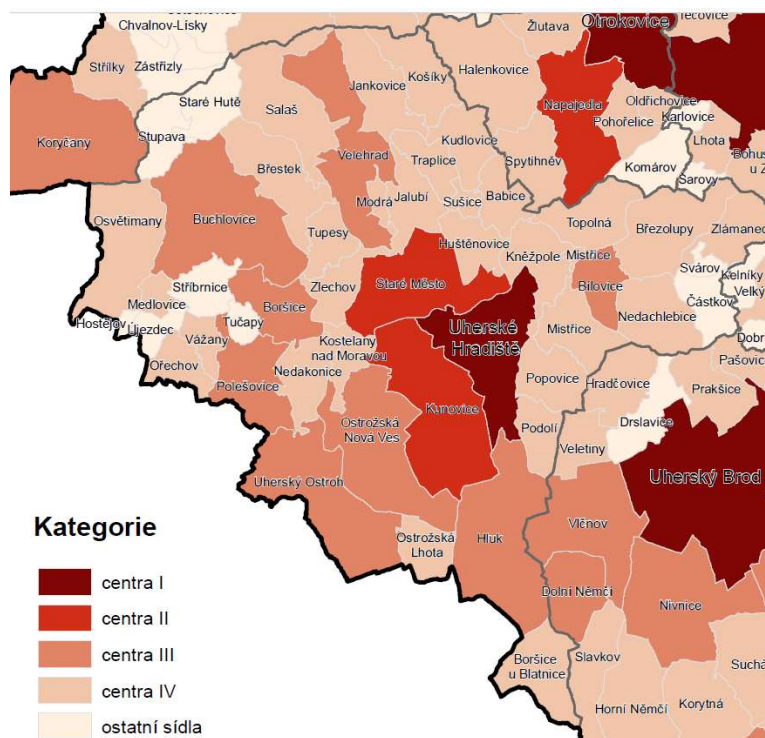 Chvalnov-Lísky
Žlutava
Otrokovice
Střílky
Zástřizly
Košíky
Halenkovice
Jankovice
Staré Hutě
Salaš
Napajedla
Oldřichovice
Karlovice
Koryčany
Stupava
Pohořelice
Lhota
Velehrad
Kudlovice
Břestek
Traplice
Spytihněv
Komárov
Šarovy
Modrá
Jalubí
Sušice
Babice
Osvětimany
Buchlovice
Topolná
Březolupy
Tupesy
Huštěnovice
Kněžpole
Mistřice
Svárov
Kelníky
Stříbrnice
Zlechov
Staré Město
Bílovice
Částkov
Medlovice
Boršice
Nedachlebice
Hostějov
Újezdec
Tučapy
Uherské
Hradiště
Mistřice
Vážany
Kostelany
nad Moravou
Ořechov
Nedakonice
Popovice
Hradčovice
Pašovice
Polešovice
Prakšice
Kunovice
Ostrožská
Nová Ves
Podolí
Drslavice
Veletiny
Uherský Ostroh
Uherský Brod
Vlčnov
Ostrožská
Lhota
Hluk
Dolní Němčí
Nivnice
Boršice
u Blatnice
Slavkov
Horní Němčí
Korytná
Kategorie
centra I
centra II
centra III
centra IV
ostatní sídla